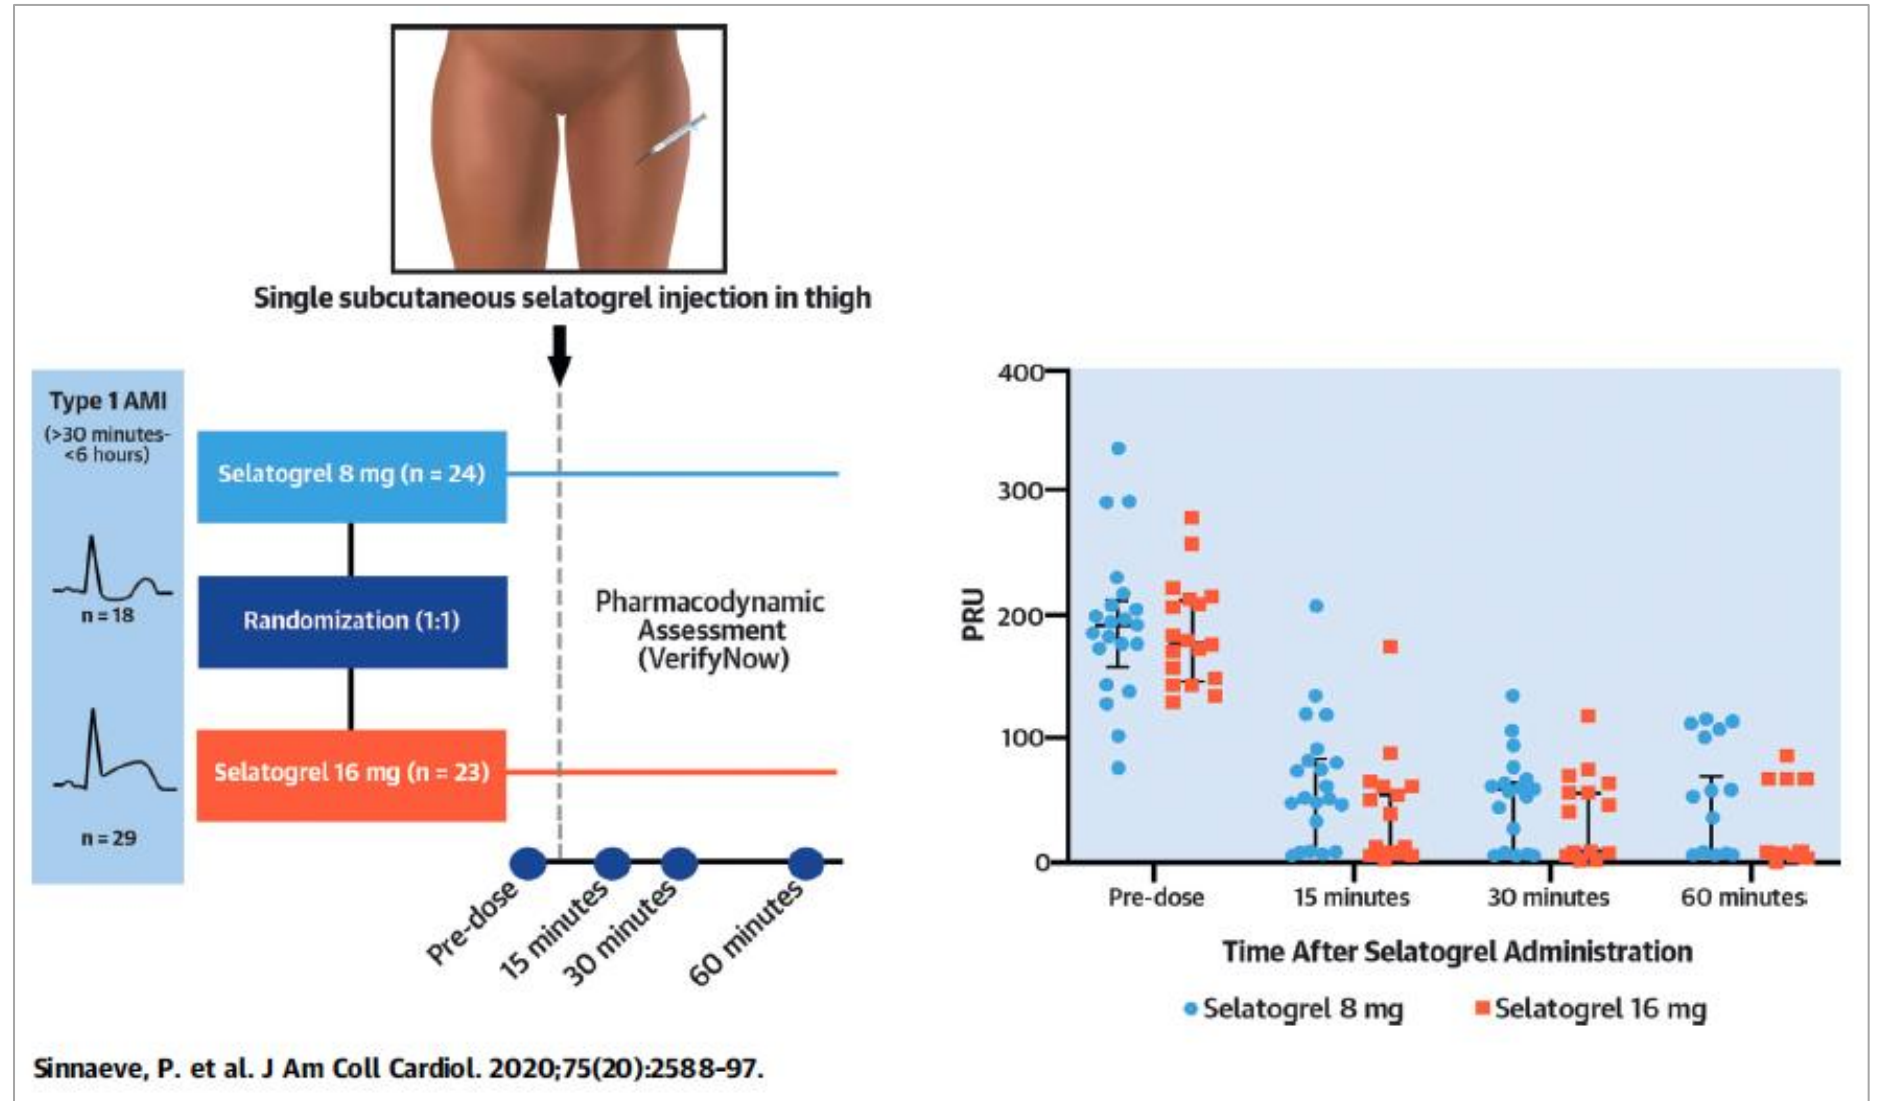 Single subcutaneous selatogrel injection in thigh
Type 1 AMI
(>30 minutes-
<6 hours)
n = 18
n = 29
Selatogrel 8 mg (n = 24)
Randomization (1:1)
Selatogrel 16 mg (n = 23)
Pharmacodynamic
Assessment
(VerifyNow)
Pre-dose
15 minutes
30 minutes
60 minutes
PRU
400
300
200
100
0
Pre-dose
15 minutes
30 minutes
60 minutes
Time After Selatogrel Administration
Selatogrel 8 mg
Selatogrel 16 mg
Sinnaeve, P. et al. J Am Coll Cardiol. 2020;75(20):2588-97.